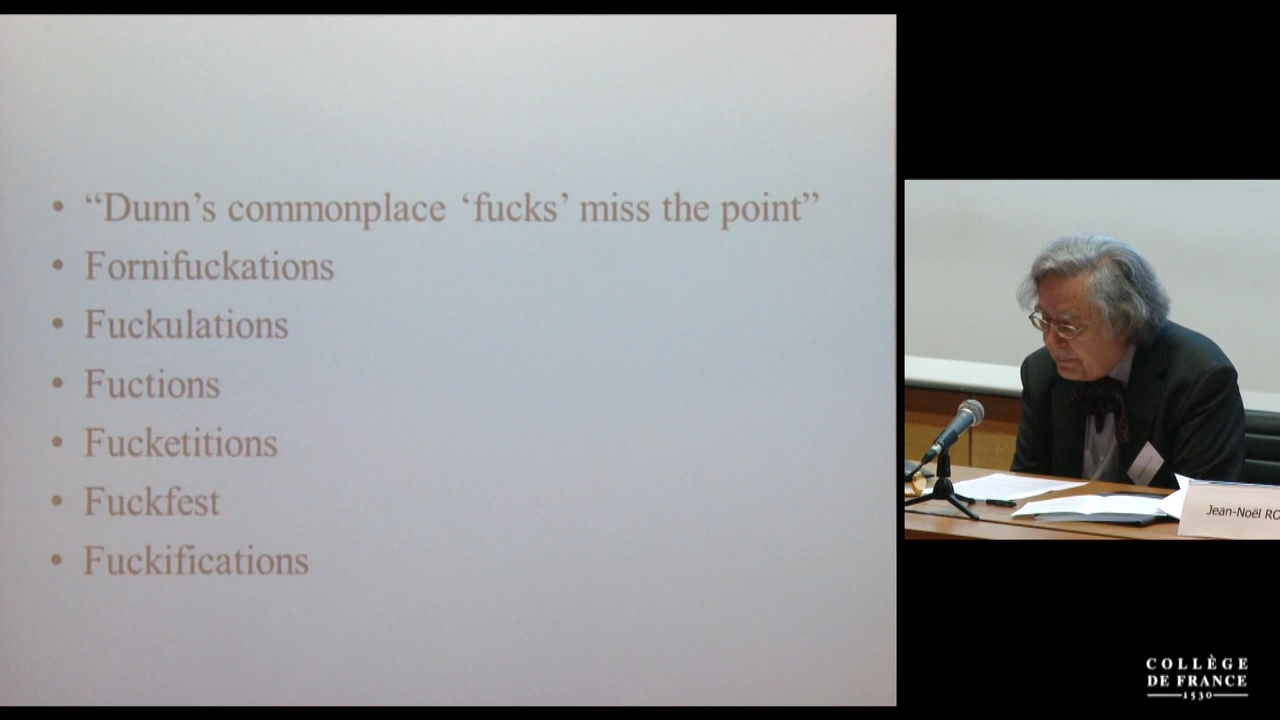 • “Dunn’s commonplace ‘fucks’ miss the point”
• Fornifuckations
• Fuckulations
• Fuctions
• Fucketitions
• Fuckfest
• Fuckifications
Jean-Noël RO
COLLÈGE
DE FRANCE
1530